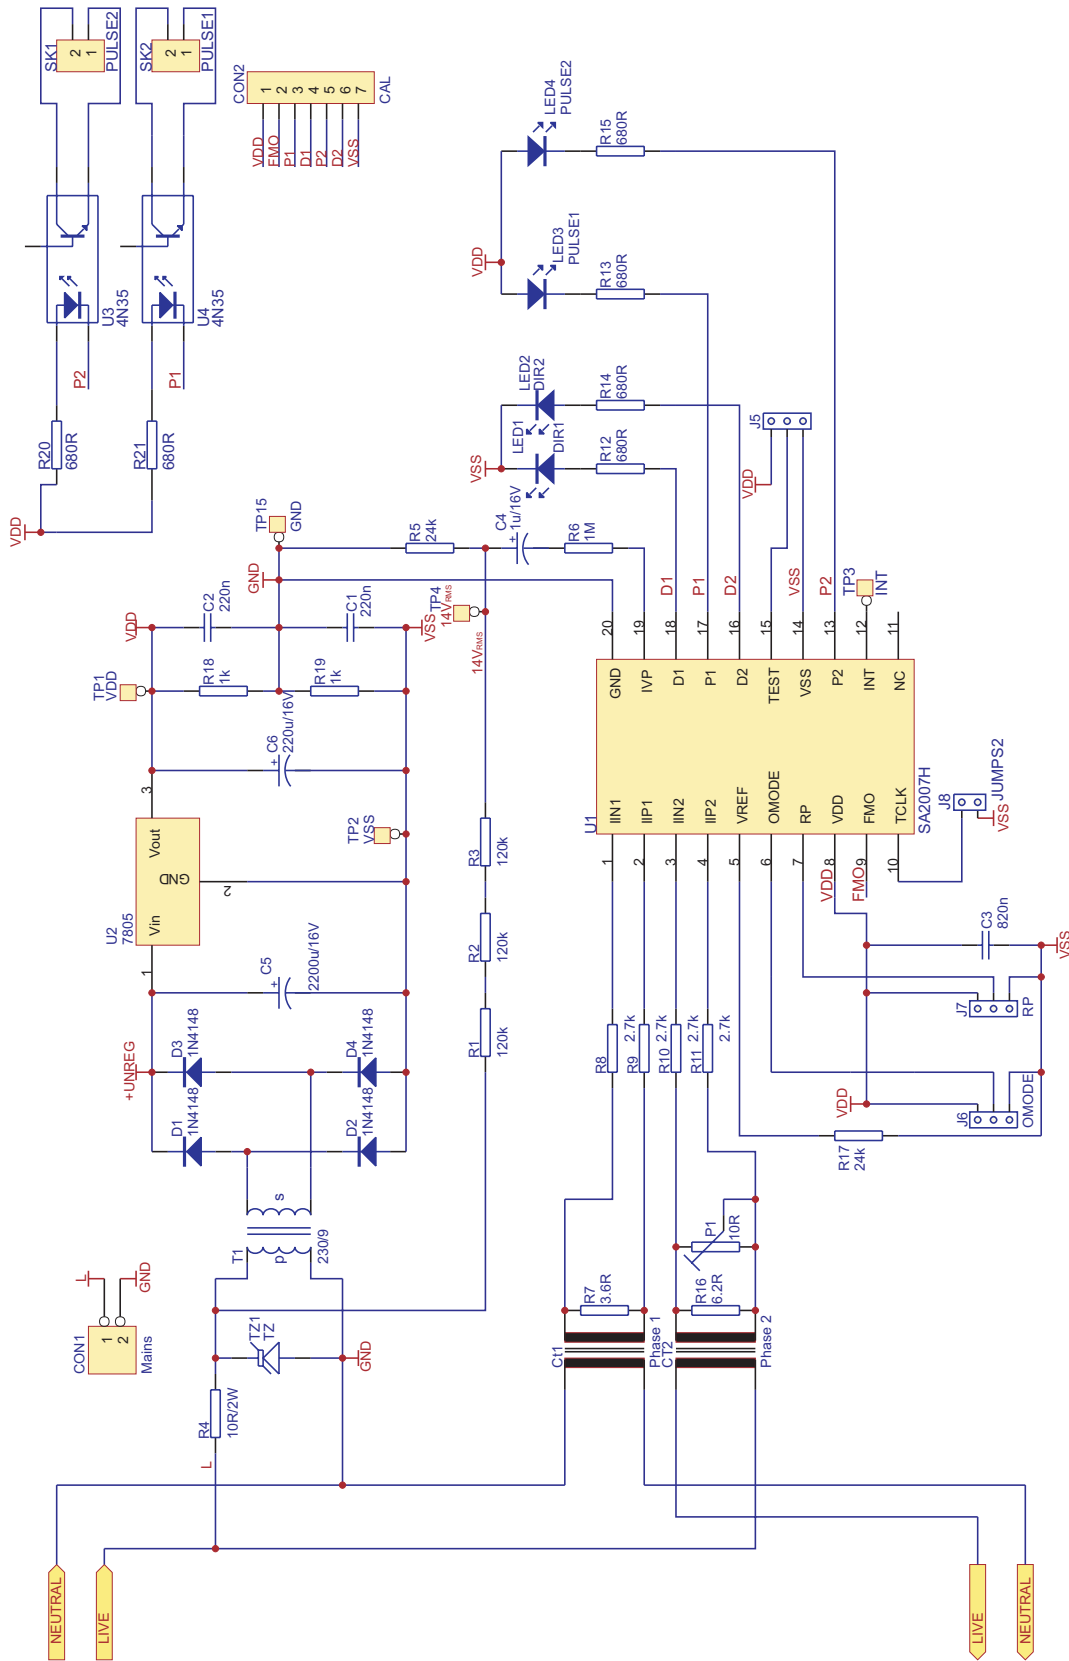 NEUTRAL
LIVE
CON1
1
2
Mains
L
GND
L
R4
10R/2W
TZ1
TZ
GND
T1
p
s
230/9
+UNREG
D1
1N4148
D3
1N4148
D2
1N4148
D4
1N4148
C5
+
2200u/16V
U2
7805
1
Vin
GND
2
Vout
3
TP2
VSS
C6
+
220u/16V
TP1
VDD
VDD
R18
1k
R19
1k
C2
220n
C1
220n
VSS
GND
TP15
GND
TP4
14VRMS
14VRMS
R1
120k
R2
120k
R3
120k
R5
24k
C4
+
1u/16V
R6
1M
VDD
R20
680R
R21
680R
P2
P1
U3
4N35
U4
4N35
SK1
2
1
PULSE2
SK2
2
1
PULSE1
CON2
1
2
3
4
5
6
7
CAL
VDD
FMO
P1
D1
P2
D2
VSS
VSS
LED1
DIR1
LED2
DIR2
R12
680R
R14
680R
VDD
LED3
PULSE1
LED4
PULSE2
R13
680R
R15
680R
J5
VDD
D1
P1
D2
VSS
P2
TP3
INT
20
19
18
17
16
15
14
13
12
11
GND
IVP
D1
P1
D2
TEST
VSS
P2
INT
NC
U1
SA2007H
IIN1
IIP1
IIN2
IIP2
VREF
OMODE
RP
VDD
FMO
TCLK
1
2
3
4
5
6
7
8
9
10
VDD
FMO
J8
JUMPS2
VSS
C3
820n
VSS
J7
RP
J6
OMODE
VDD
R17
24k
R8
R9
2.7k
R10
2.7k
R11
2.7k
P1
10R
R16
6.2R
R7
3.6R
Ct1
Phase 1
CT2
Phase 2
LIVE
NEUTRAL